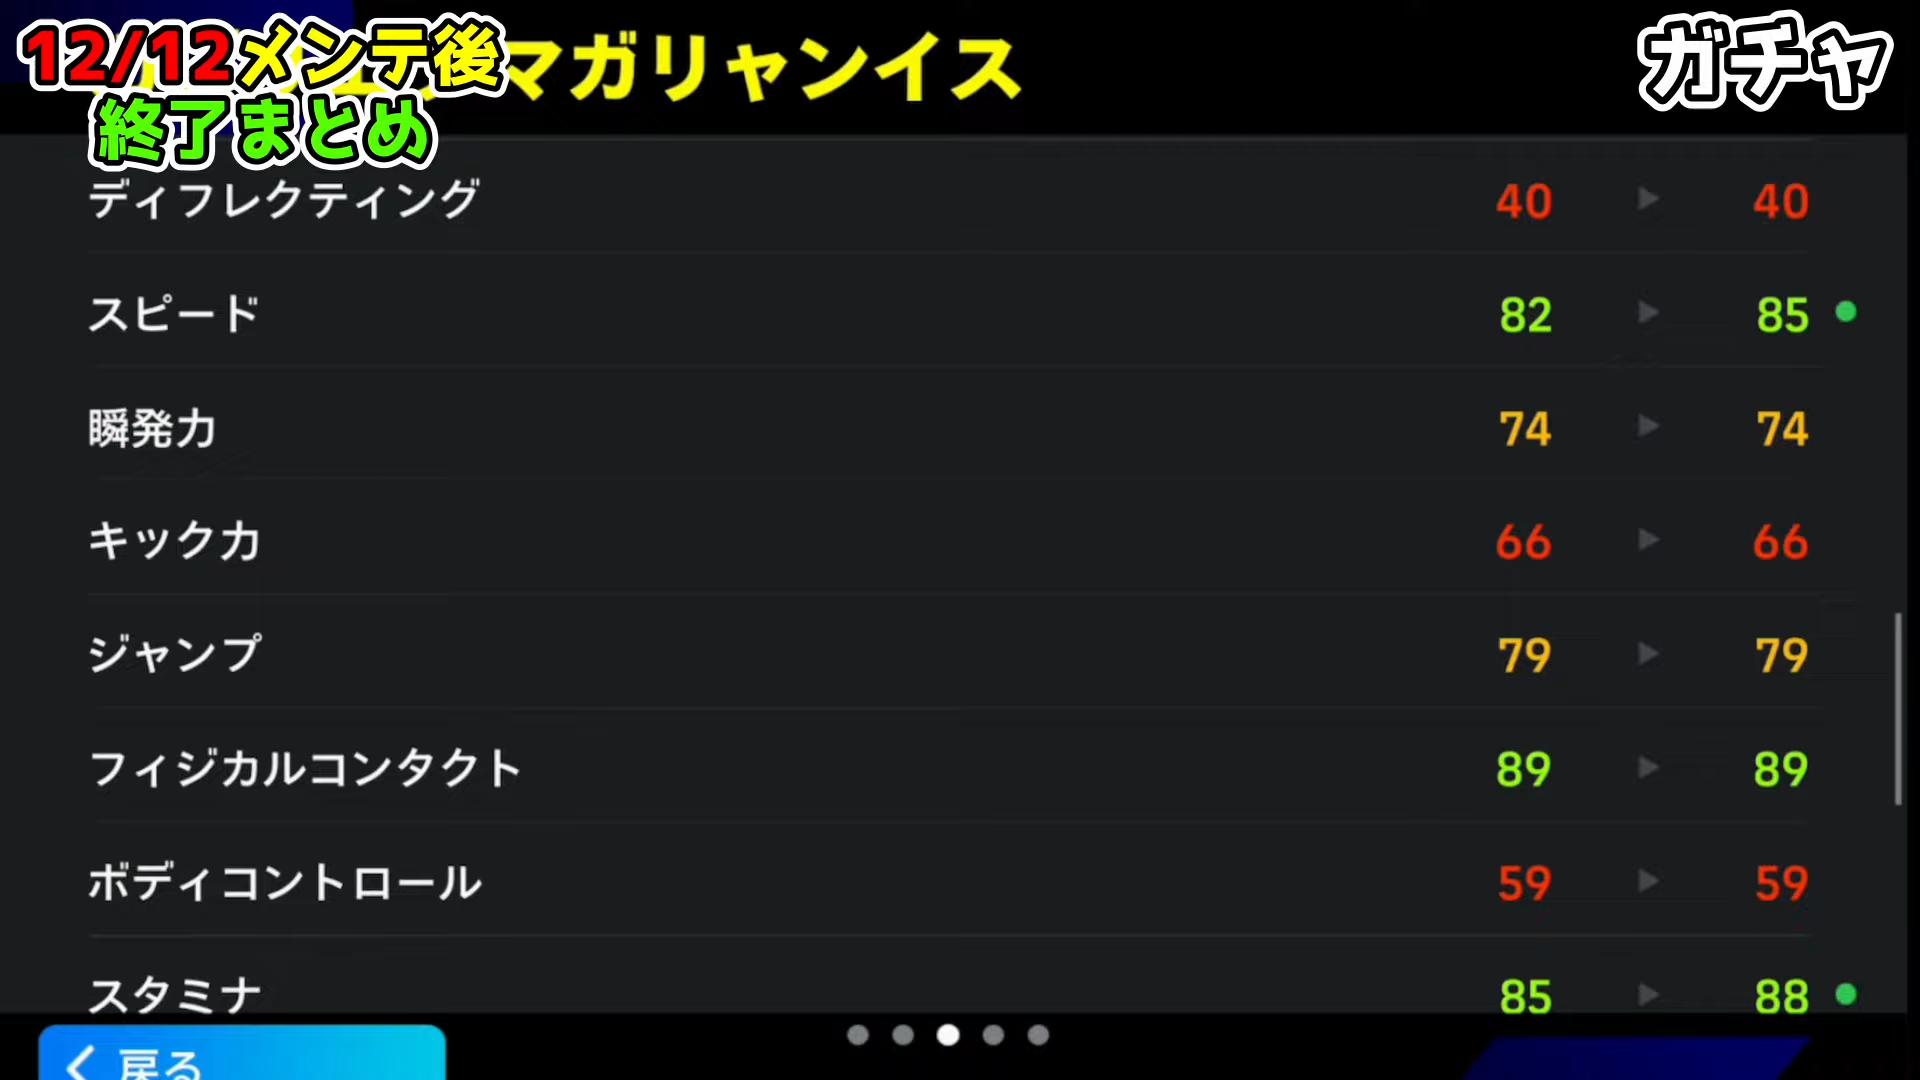 12/12メンテ後
終了まとめ
マガリャンイス
ガチャ
ディフレクティング 40 ▶ 40
スピード 82 ▶ 85
瞬発力 74 ▶ 74
キック力 66 ▶ 66
ジャンプ 79 ▶ 79
フィジカルコンタクト 89 ▶ 89
ボディコントロール 59 ▶ 59
スタミナ 85 ▶ 88
戻る